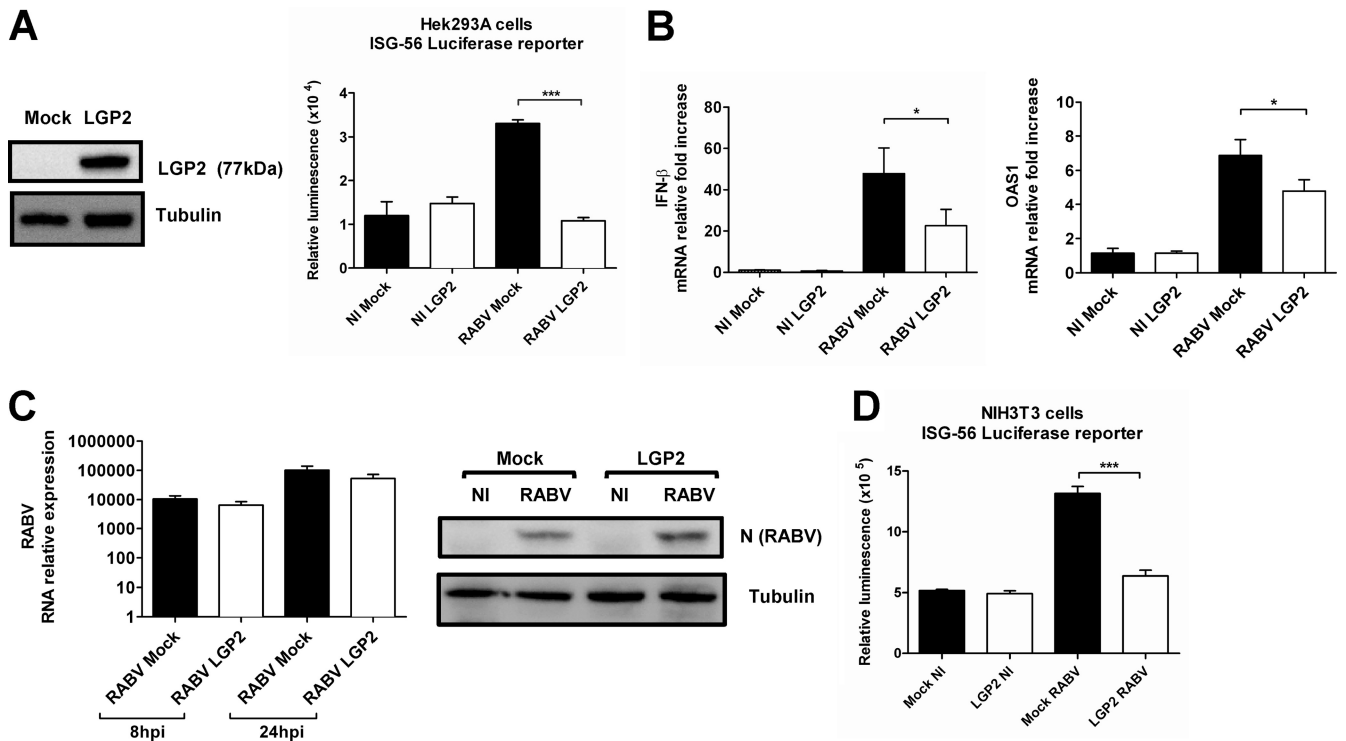 A
Mock LGP2
LGP2 (77kDa)
Tubulin
Hek293A cells
ISG-56 Luciferase reporter
Relative luminescence (x10 4)
4
3
2
1
0
***
NI Mock
NI LGP2
RABV Mock
RABV LGP2
B
IFN-β
mRNA relative fold increase
80
60
40
20
0
*
NI Mock
NI LGP2
RABV Mock
RABV LGP2
OAS1
mRNA relative fold increase
10
8
6
4
2
0
*
NI Mock
NI LGP2
RABV Mock
RABV LGP2
C
RABV
RNA relative expression
1000000
100000
10000
1000
100
10
1
RABV Mock
RABV LGP2
RABV Mock
RABV LGP2
8hpi
24hpi
Mock LGP2
NI RABV NI RABV
N (RABV)
Tubulin
D
NIH3T3 cells
ISG-56 Luciferase reporter
Relative luminescence (x10 5)
15
10
5
0
***
Mock NI
LGP2 NI
Mock RABV
LGP2 RABV